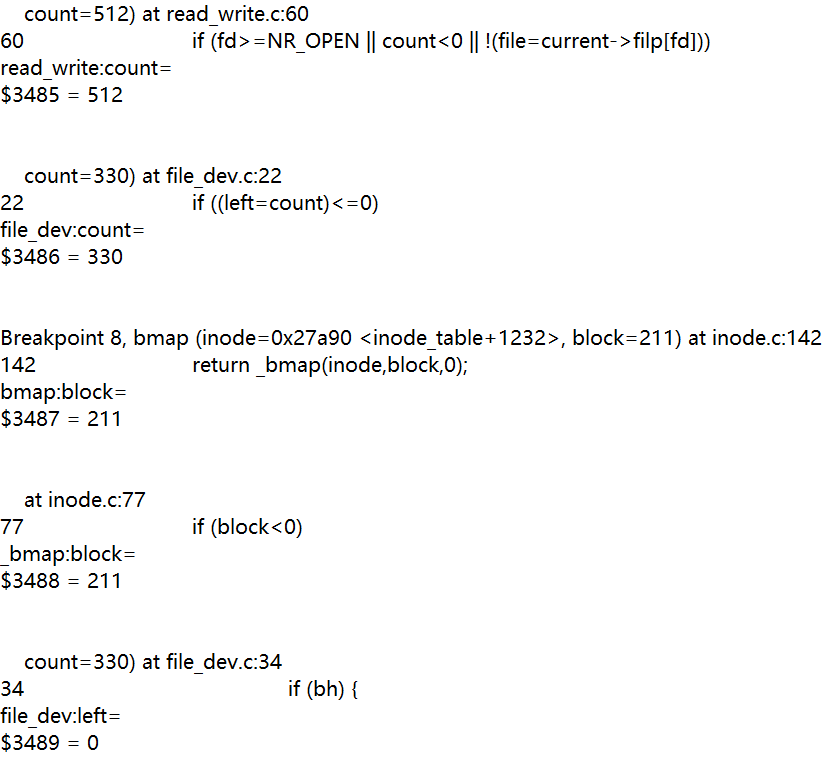 count=512) at read_write.c:60
60 if (fd>=NR_OPEN || count<0 || !(file=current->filp[fd]))
read_write:count=
$3485 = 512
count=330) at file_dev.c:22
22 if ((left=count)<=0)
file_dev:count=
$3486 = 330
Breakpoint 8, bmap (inode=0x27a90 <inode_table+1232>, block=211) at inode.c:142
142 return _bmap(inode,block,0);
bmap:block=
$3487 = 211
at inode.c:77
77 if (block<0)
_bmap:block=
$3488 = 211
count=330) at file_dev.c:34
34 if (bh) {
file_dev:left=
$3489 = 0